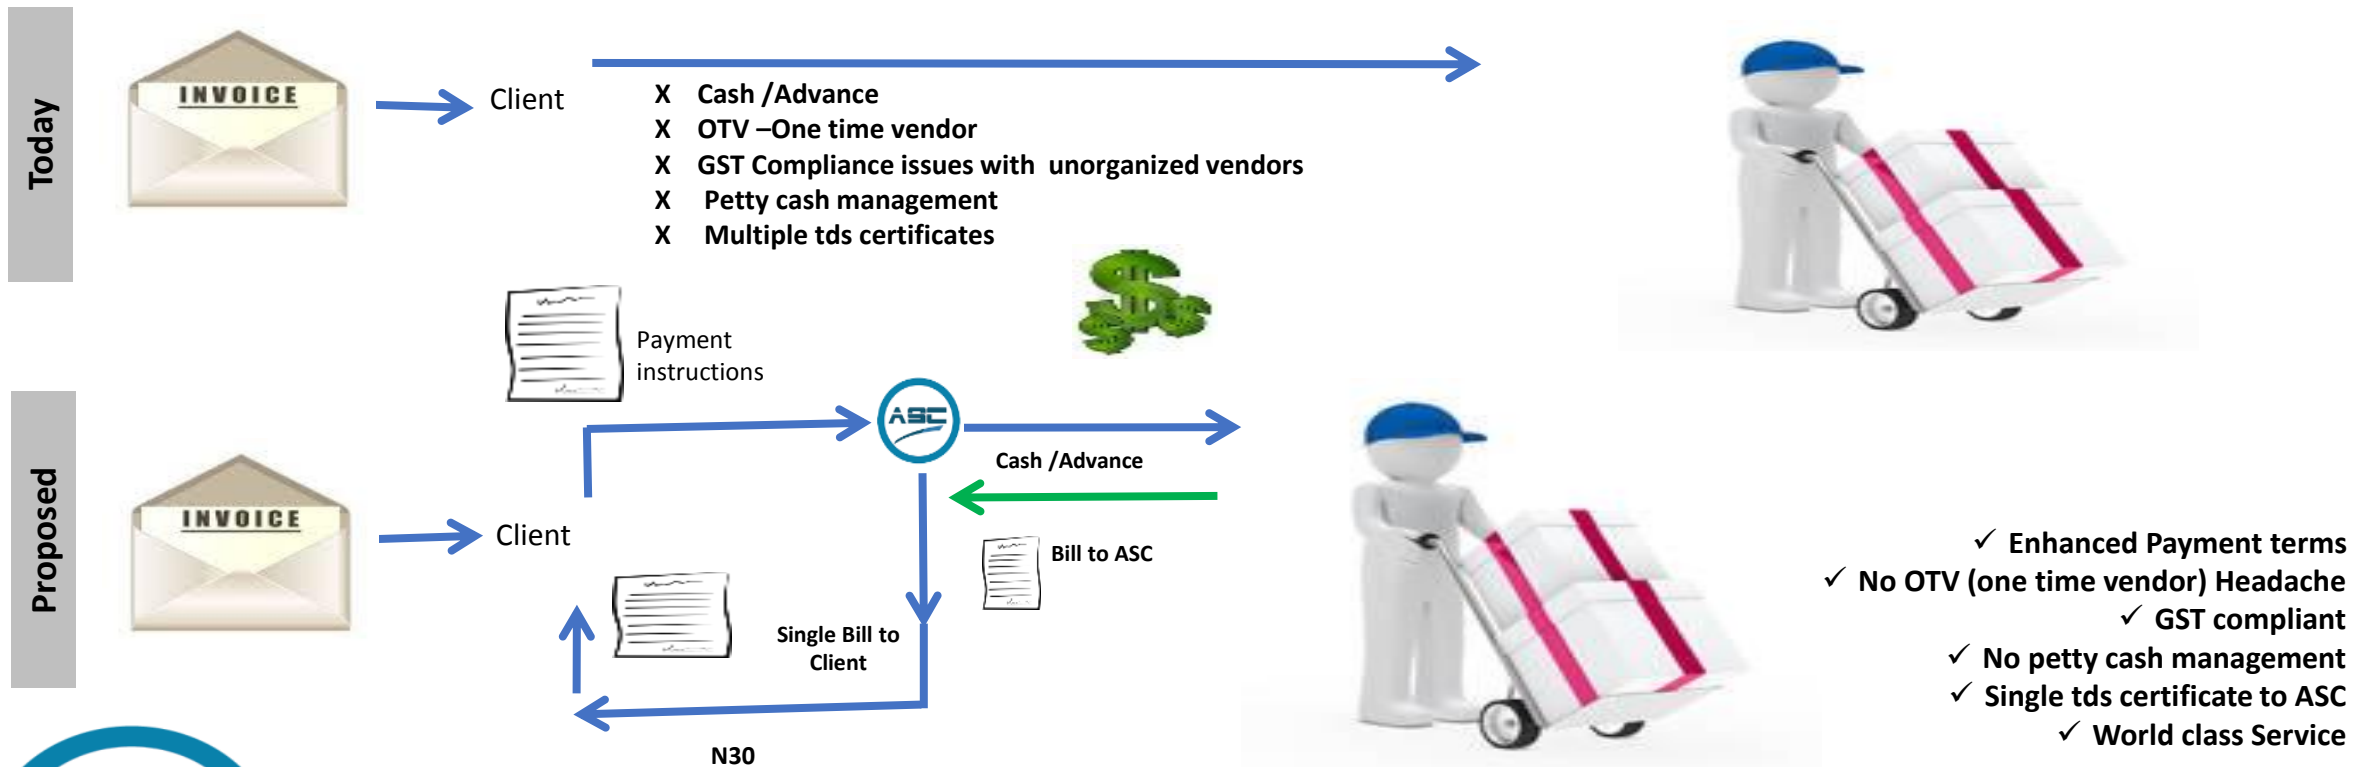 Today
INVOICE
Client
X Cash /Advance
X OTV –One time vendor
X GST Compliance issues with unorganized vendors
X Petty cash management
X Multiple tds certificates
Payment
instructions
Proposed
INVOICE
Client
ASC
Cash /Advance
Bill to ASC
Single Bill to
Client
N30
✓ Enhanced Payment terms
✓ No OTV (one time vendor) Headache
✓ GST compliant
✓ No petty cash management
✓ Single tds certificate to ASC
✓ World class Service